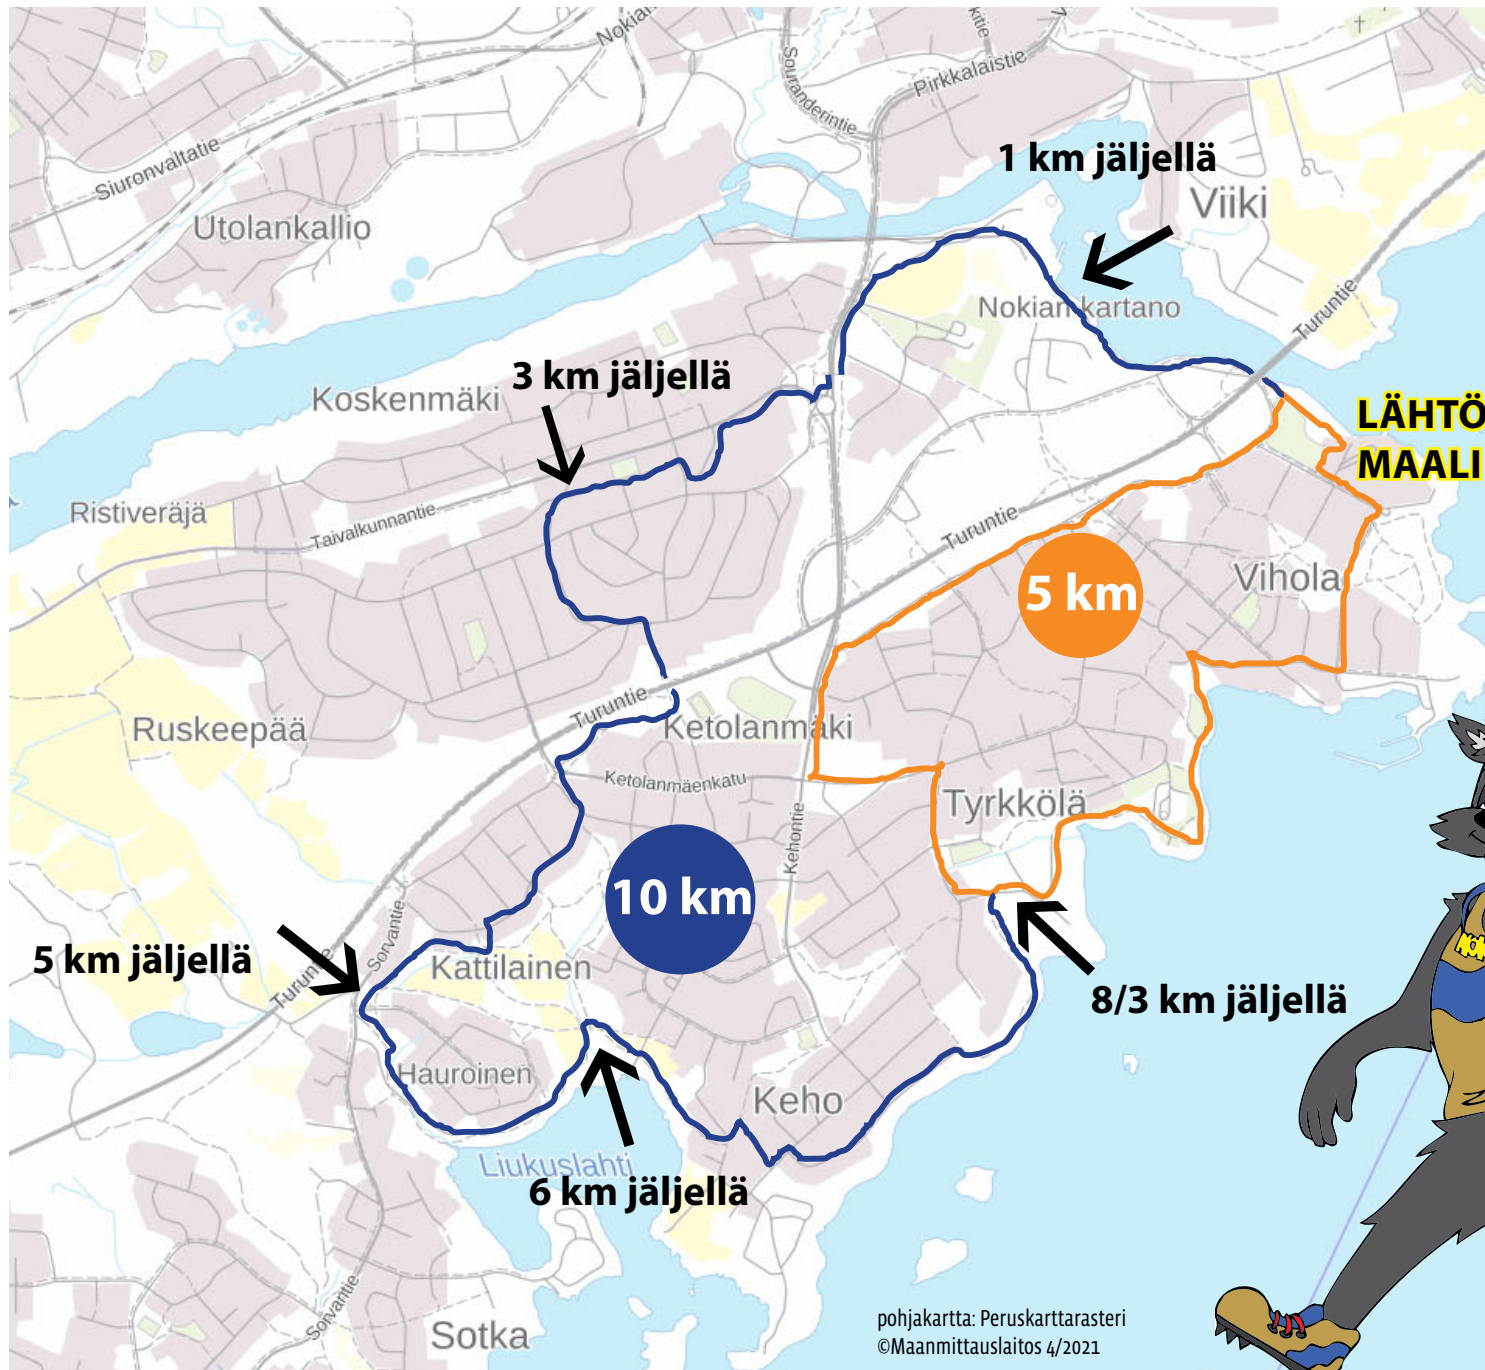 Nokian
Siuronvaltatie
Souranderintie
Pirkkalaistie
1 km jäljellä
Viiki
Utolankallio
Nokian kartano
Turuntie
3 km jäljellä
Koskenmäki
LÄHTÖ
MAALI
Ristiveräjä
Taivalkunnantie
Turuntie
5 km
Vihola
Ruskeepää
Turuntie
Ketolanmäki
Ketolanmäenkatu
Tyrkkölä
Kehontie
10 km
Sorvantie
5 km jäljellä
Kattilainen
Turuntie
8/3 km jäljellä
Hauroinen
Keho
Liukuslahti
6 km jäljellä
Sorvantie
Sotka
pohjakartta: Peruskarttarasteri
©Maanmittauslaitos 4/2021